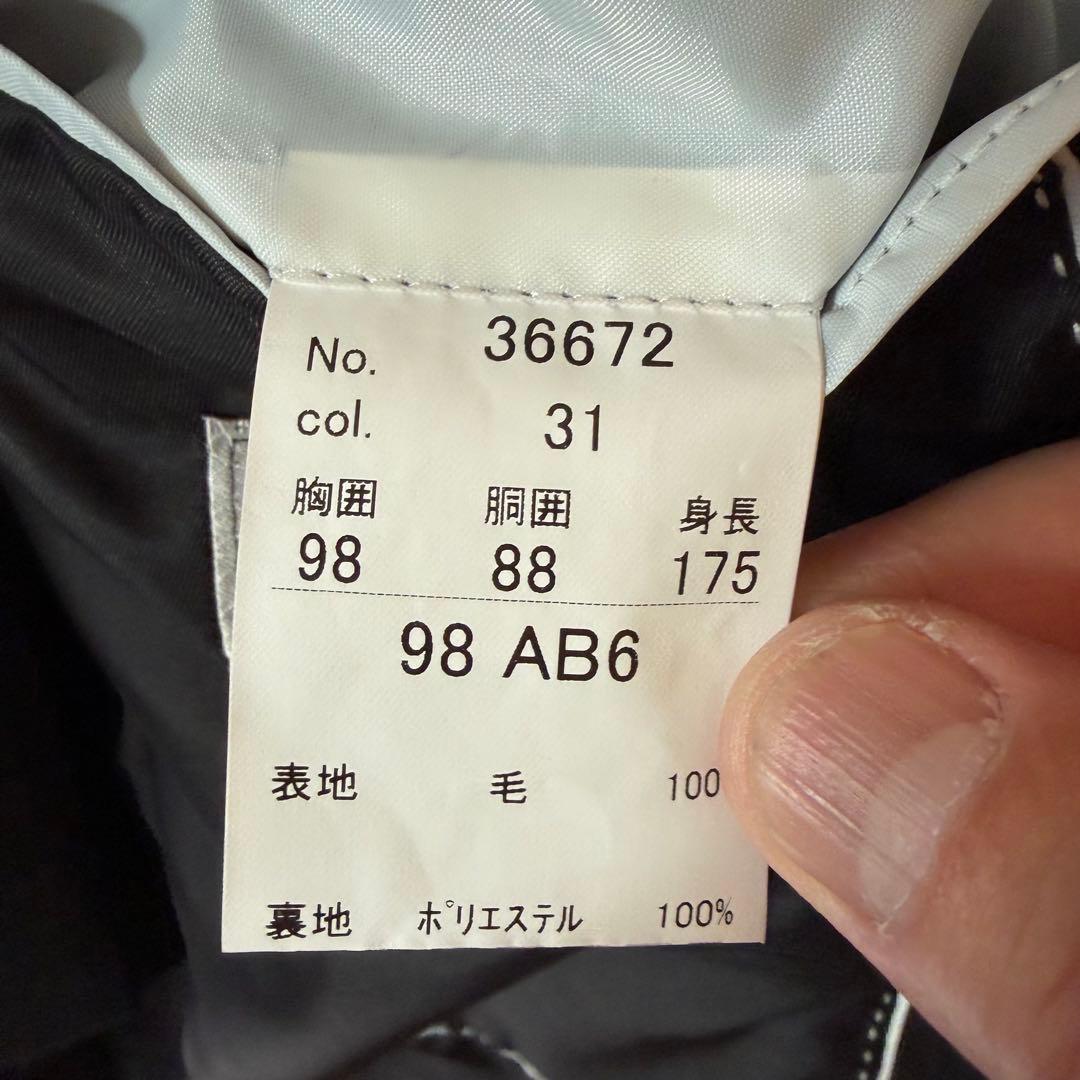 No. 36672
col. 31
胸囲 胴囲 身長
98 88 175
98 AB6
表地 毛 100
裏地 ポリエステル 100%